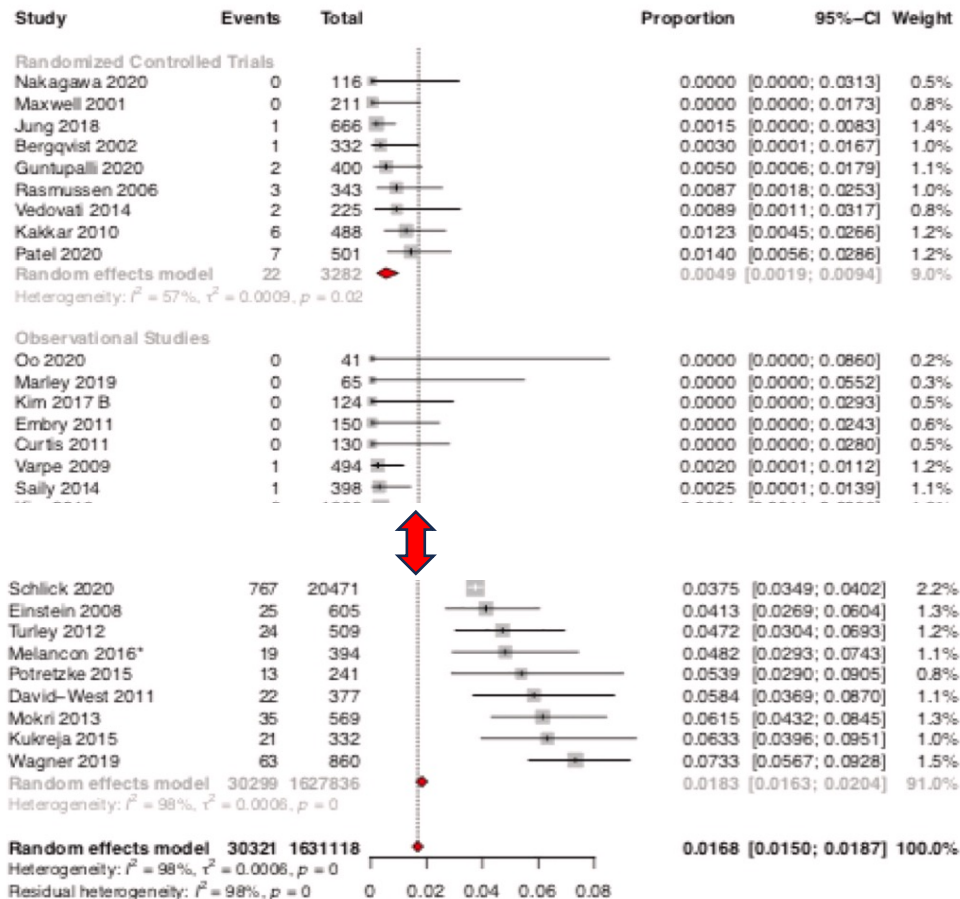 Study Events Total Proportion 95%–CI Weight
Randomized Controlled Trials
Nakagawa 2020 0 116 0.0000 [0.0000; 0.0313] 0.5%
Maxwell 2001 0 211 0.0000 [0.0000; 0.0173] 0.8%
Jung 2018 1 666 0.0015 [0.0000; 0.0083] 1.4%
Bergqvist 2002 1 332 0.0030 [0.0001; 0.0167] 1.0%
Guntupalli 2020 2 400 0.0050 [0.0006; 0.0179] 1.1%
Rasmussen 2006 3 343 0.0087 [0.0018; 0.0253] 1.0%
Vedovati 2014 2 225 0.0089 [0.0011; 0.0317] 0.8%
Kakkar 2010 6 488 0.0123 [0.0045; 0.0266] 1.2%
Patel 2020 7 501 0.0140 [0.0056; 0.0286] 1.2%
Random effects model 22 3282 0.0049 [0.0019; 0.0094] 9.0%
Heterogeneity: I² = 57%, τ² = 0.0009, p = 0.02
Observational Studies
Oo 2020 0 41 0.0000 [0.0000; 0.0860] 0.2%
Marley 2019 0 65 0.0000 [0.0000; 0.0552] 0.3%
Kim 2017 B 0 124 0.0000 [0.0000; 0.0293] 0.5%
Embry 2011 0 150 0.0000 [0.0000; 0.0243] 0.6%
Curtis 2011 0 130 0.0000 [0.0000; 0.0280] 0.5%
Varpe 2009 1 494 0.0020 [0.0001; 0.0112] 1.2%
Saily 2014 1 398 0.0025 [0.0001; 0.0139] 1.1%
Schlick 2020 767 20471 0.0375 [0.0349; 0.0402] 2.2%
Einstein 2008 25 605 0.0413 [0.0269; 0.0604] 1.3%
Turley 2012 24 509 0.0472 [0.0304; 0.0693] 1.2%
Melancon 2016* 19 394 0.0482 [0.0293; 0.0743] 1.1%
Potretzke 2015 13 241 0.0539 [0.0290; 0.0905] 0.8%
David–West 2011 22 377 0.0584 [0.0369; 0.0870] 1.1%
Mokri 2013 35 569 0.0615 [0.0432; 0.0845] 1.3%
Kukreja 2015 21 332 0.0633 [0.0396; 0.0951] 1.0%
Wagner 2019 63 860 0.0733 [0.0567; 0.0928] 1.5%
Random effects model 30299 1627836 0.0183 [0.0163; 0.0204] 91.0%
Heterogeneity: I² = 98%, τ² = 0.0006, p = 0
Random effects model 30321 1631118 0.0168 [0.0150; 0.0187] 100.0%
Heterogeneity: I² = 98%, τ² = 0.0006, p = 0
Residual heterogeneity: I² = 98%, p = 0 0 0.02 0.04 0.06 0.08